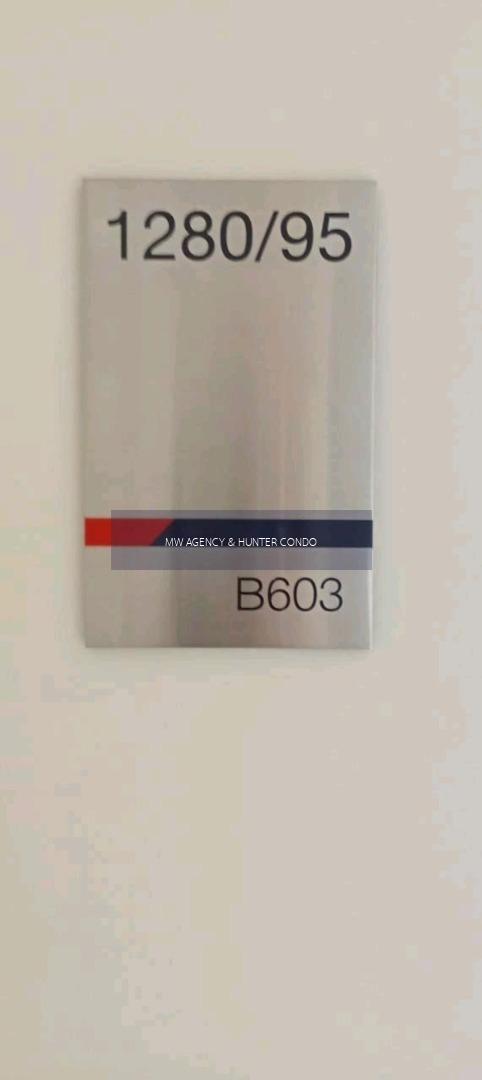 1280/95
MW AGENCY & HUNTER CONDO
B603